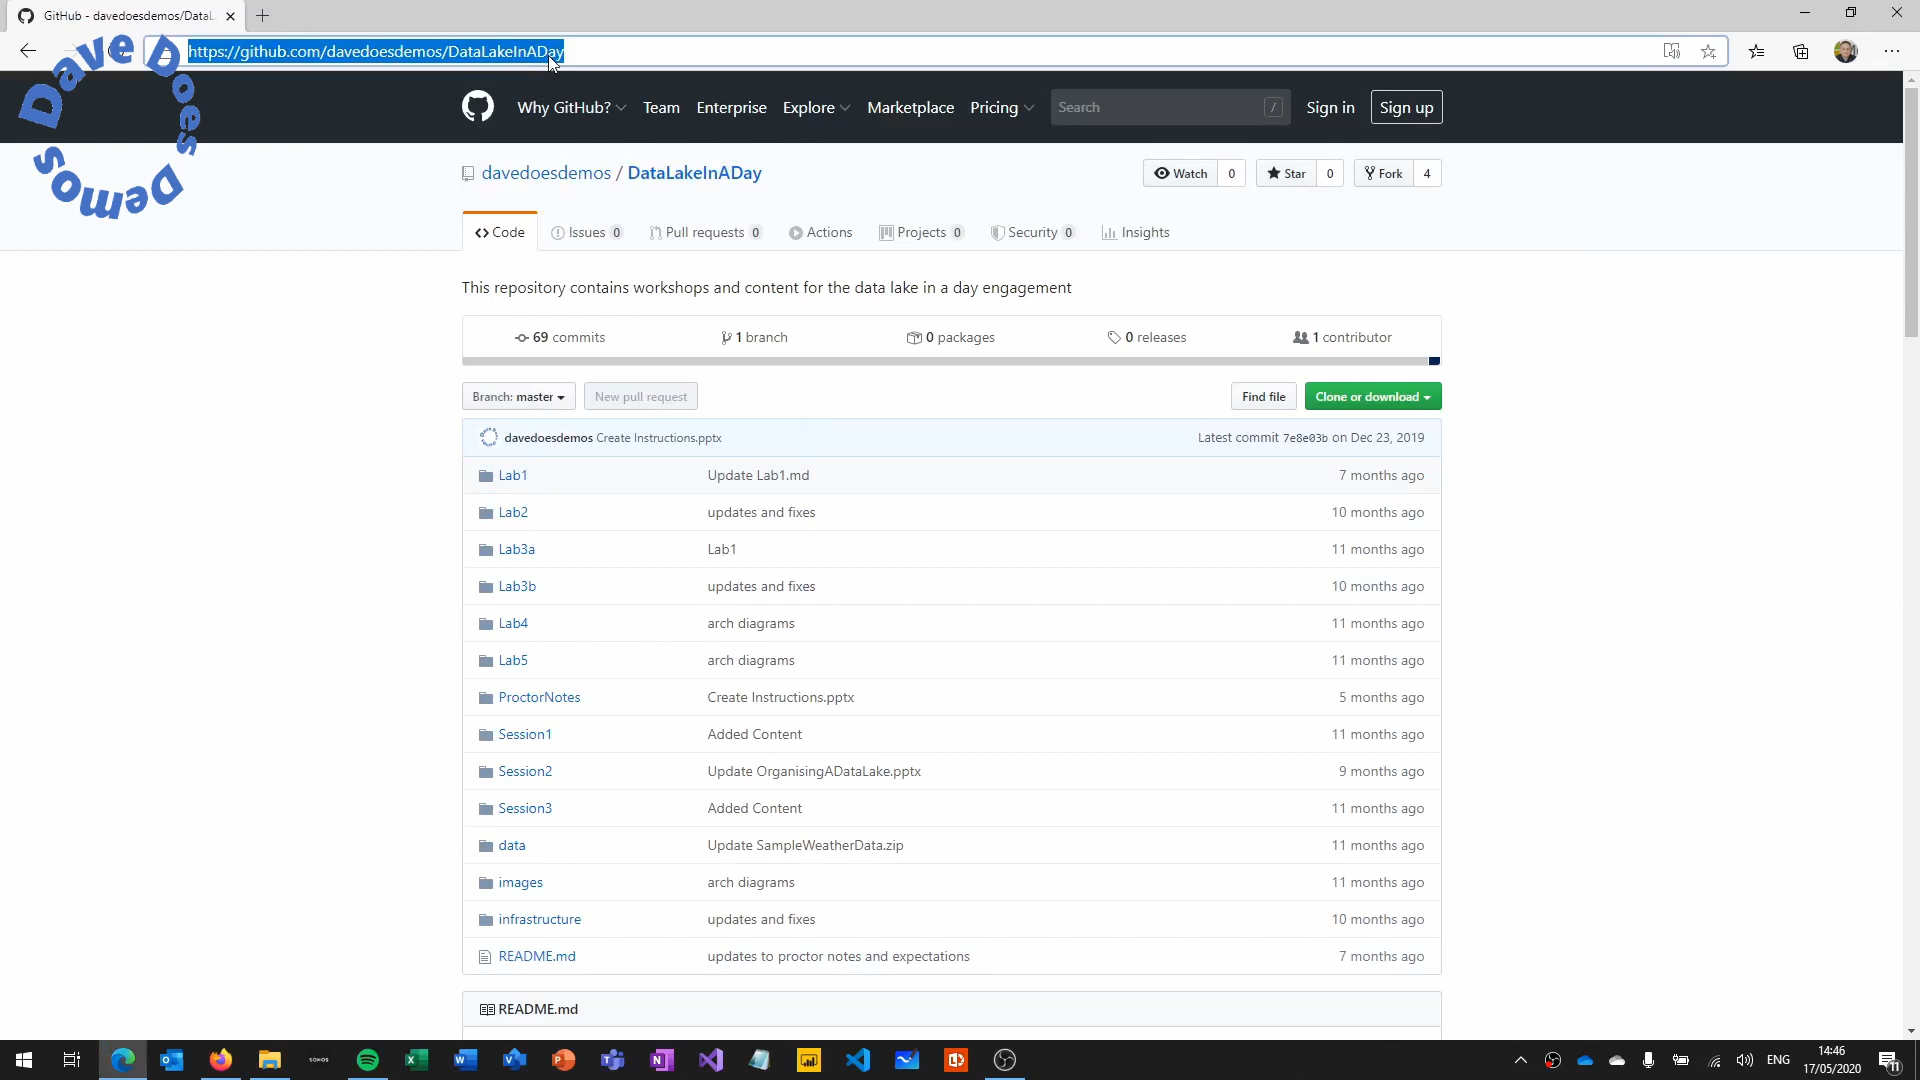 GitHub - davedoesdemos/DataL
https://github.com/davedoesdemos/DataLakeInADay
Dave Does Demos
Why GitHub? Team Enterprise Explore Marketplace Pricing Search / Sign in Sign up
davedoesdemos / DataLakeInADay Watch 0 Star 0 Fork 4
Code Issues 0 Pull requests 0 Actions Projects 0 Security 0 Insights
This repository contains workshops and content for the data lake in a day engagement
69 commits 1 branch 0 packages 0 releases 1 contributor
Branch: master New pull request Find file Clone or download
davedoesdemos Create Instructions.pptx Latest commit 7e8e03b on Dec 23, 2019
Lab1 Update Lab1.md 7 months ago
Lab2 updates and fixes 10 months ago
Lab3a Lab1 11 months ago
Lab3b updates and fixes 10 months ago
Lab4 arch diagrams 11 months ago
Lab5 arch diagrams 11 months ago
ProctorNotes Create Instructions.pptx 5 months ago
Session1 Added Content 11 months ago
Session2 Update OrganisingADataLake.pptx 9 months ago
Session3 Added Content 11 months ago
data Update SampleWeatherData.zip 11 months ago
images arch diagrams 11 months ago
infrastructure updates and fixes 10 months ago
README.md updates to proctor notes and expectations 7 months ago
README.md
SONOS ENG 14:46
17/05/2020 11